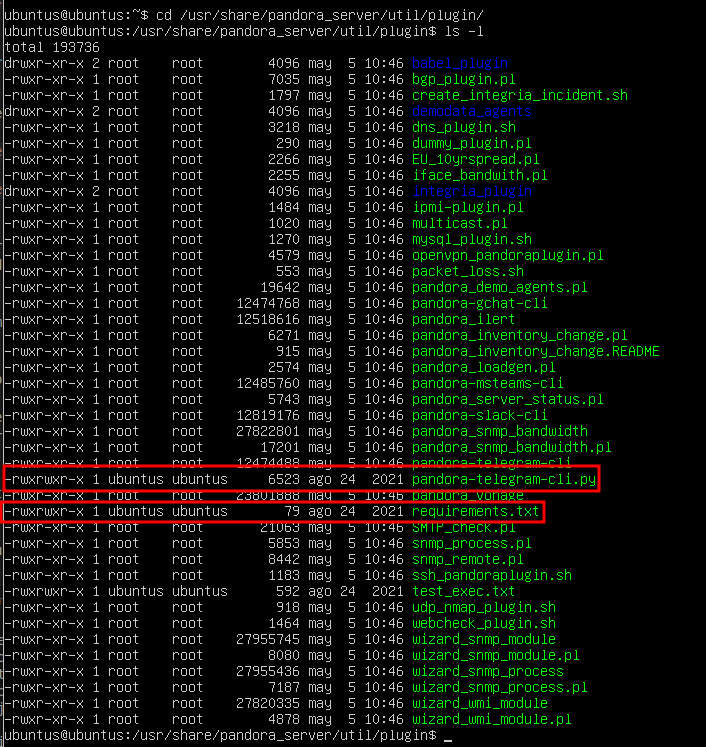 ubuntus@ubuntus:~$ cd /usr/share/pandora_server/util/plugin/
ubuntus@ubuntus:/usr/share/pandora_server/util/plugin$ ls -l
total 193736
drwxr-xr-x 2 root    root        4096 may  5 10:46 babel_plugin
-rwxr-xr-x 1 root    root        7035 may  5 10:46 bgp_plugin.pl
-rwxr-xr-x 1 root    root        1797 may  5 10:46 create_integria_incident.sh
drwxr-xr-x 2 root    root        4096 may  5 10:46 demodata_agents
-rwxr-xr-x 1 root    root        3218 may  5 10:46 dns_plugin.sh
-rwxr-xr-x 1 root    root         290 may  5 10:46 dummy_plugin.pl
-rwxr-xr-x 1 root    root        2266 may  5 10:46 EU_10yrspread.pl
-rwxr-xr-x 1 root    root        2255 may  5 10:46 iface_bandwith.pl
drwxr-xr-x 2 root    root        4096 may  5 10:46 integria_plugin
-rwxr-xr-x 1 root    root        1484 may  5 10:46 ipmi-plugin.pl
-rwxr-xr-x 1 root    root        1020 may  5 10:46 multicast.pl
-rwxr-xr-x 1 root    root        1270 may  5 10:46 mysql_plugin.sh
-rwxr-xr-x 1 root    root        4579 may  5 10:46 openvpn_pandoraplugin.pl
-rwxr-xr-x 1 root    root         553 may  5 10:46 packet_loss.sh
-rwxr-xr-x 1 root    root       19642 may  5 10:46 pandora_demo_agents.pl
-rwxr-xr-x 1 root    root    12474768 may  5 10:46 pandora-gchat-cli
-rwxr-xr-x 1 root    root    12518616 may  5 10:46 pandora_ilert
-rwxr-xr-x 1 root    root        6271 may  5 10:46 pandora_inventory_change.pl
-rwxr-xr-x 1 root    root         915 may  5 10:46 pandora_inventory_change.README
-rwxr-xr-x 1 root    root        2574 may  5 10:46 pandora_loadgen.pl
-rwxr-xr-x 1 root    root    12485760 may  5 10:46 pandora-msteams-cli
-rwxr-xr-x 1 root    root        5743 may  5 10:46 pandora_server_status.pl
-rwxr-xr-x 1 root    root    12819176 may  5 10:46 pandora-slack-cli
-rwxr-xr-x 1 root    root    27822801 may  5 10:46 pandora_snmp_bandwidth
-rwxr-xr-x 1 root    root       17201 may  5 10:46 pandora_snmp_bandwidth.pl
-rwxr-xr-x 1 root    root    12474488 may  5 10:46 pandora-telegram-cli
-rwxrwxr-x 1 ubuntus ubuntus     6523 ago 24  2021 pandora-telegram-cli.py
-rwxr-xr-x 1 root    root    23801888 may  5 10:46 pandora_vonage
-rwxrwxr-x 1 ubuntus ubuntus       79 ago 24  2021 requirements.txt
-rwxr-xr-x 1 root    root       21063 may  5 10:46 SMTP_check.pl
-rwxr-xr-x 1 root    root        5853 may  5 10:46 snmp_process.pl
-rwxr-xr-x 1 root    root        8442 may  5 10:46 snmp_remote.pl
-rwxr-xr-x 1 root    root        1183 may  5 10:46 ssh_pandoraplugin.sh
-rwxrwxr-x 1 ubuntus ubuntus      592 ago 24  2021 test_exec.txt
-rwxr-xr-x 1 root    root         918 may  5 10:46 udp_nmap_plugin.sh
-rwxr-xr-x 1 root    root        1464 may  5 10:46 webcheck_plugin.sh
-rwxr-xr-x 1 root    root    27955745 may  5 10:46 wizard_snmp_module
-rwxr-xr-x 1 root    root        8080 may  5 10:46 wizard_snmp_module.pl
-rwxr-xr-x 1 root    root    27955436 may  5 10:46 wizard_snmp_process
-rwxr-xr-x 1 root    root        7187 may  5 10:46 wizard_snmp_process.pl
-rwxr-xr-x 1 root    root    27820335 may  5 10:46 wizard_wmi_module
-rwxr-xr-x 1 root    root        4878 may  5 10:46 wizard_wmi_module.pl
ubuntus@ubuntus:/usr/share/pandora_server/util/plugin$ _